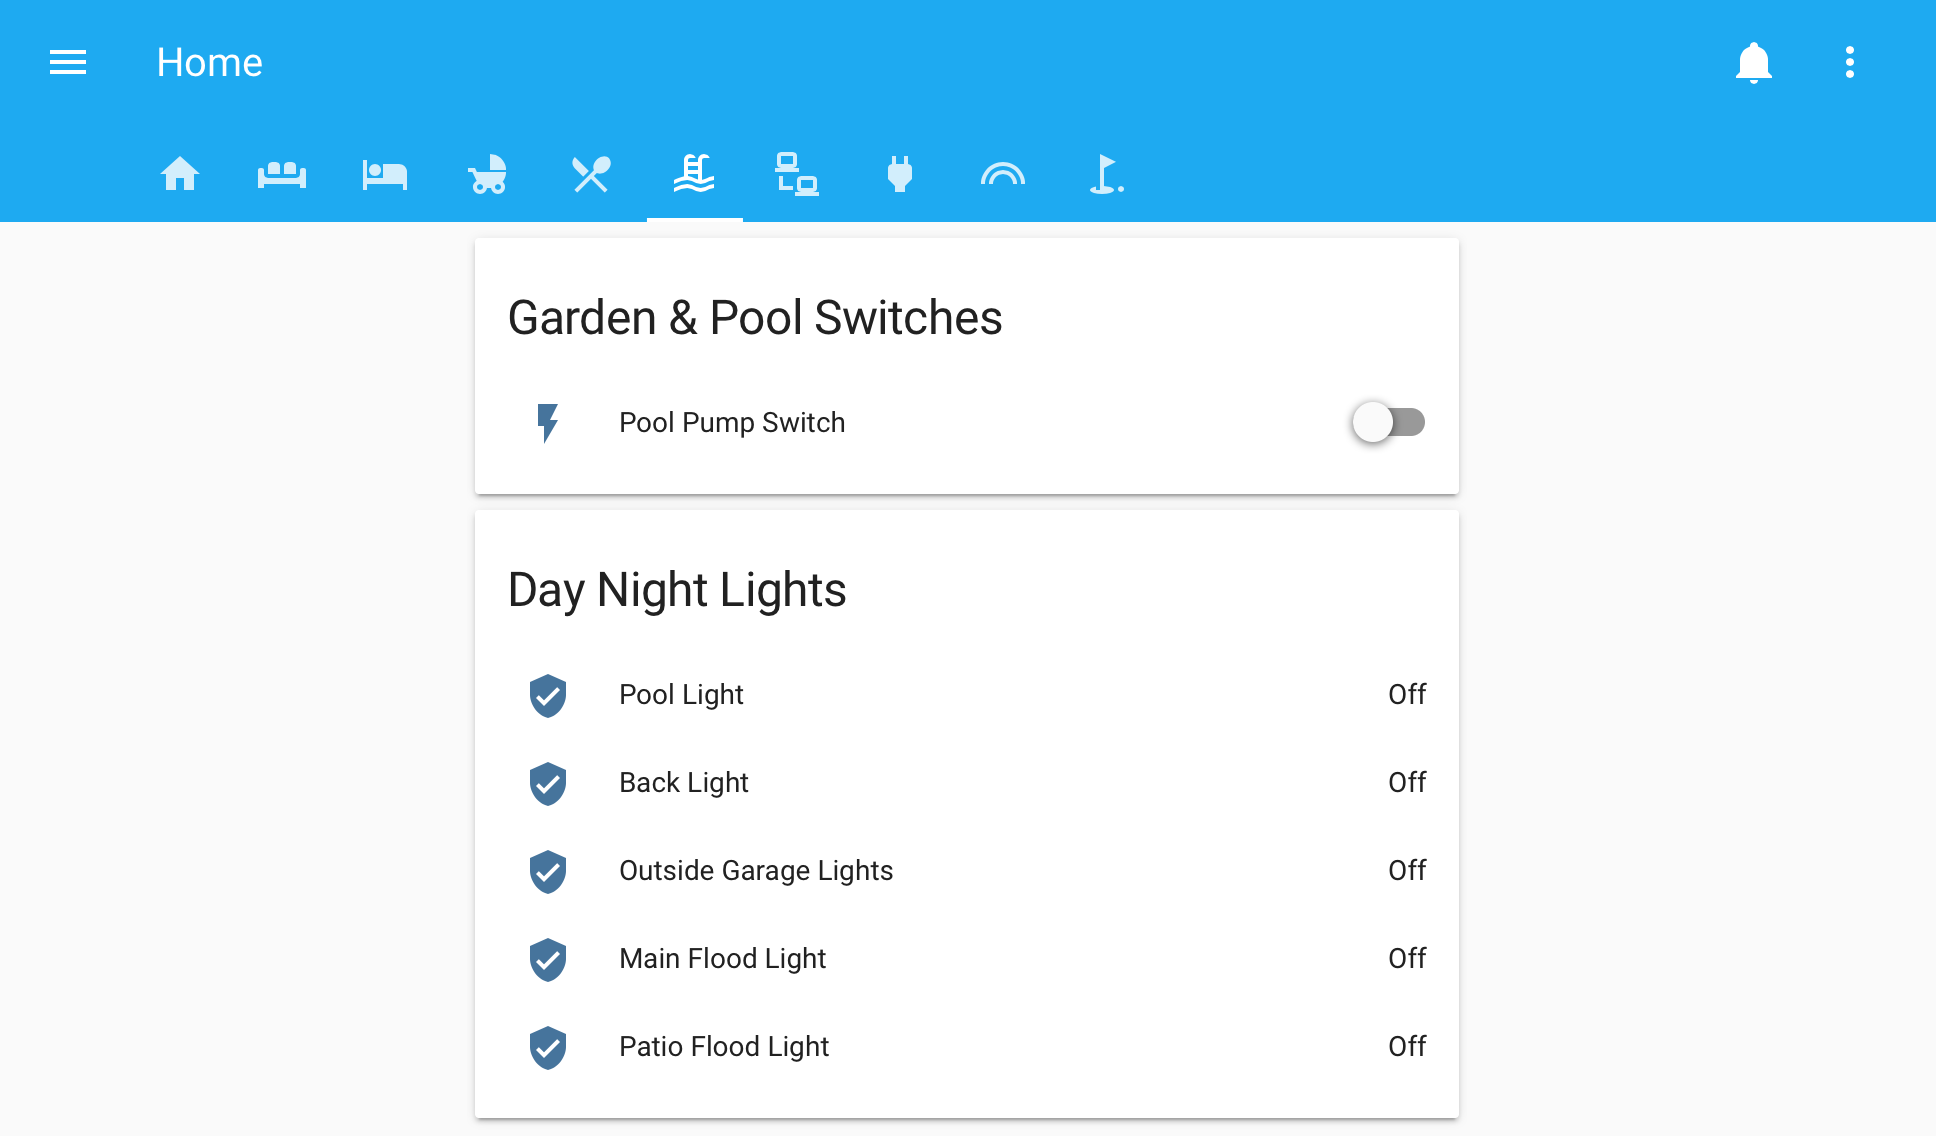 Home
Garden & Pool Switches
Pool Pump Switch
Day Night Lights
Pool Light Off
Back Light Off
Outside Garage Lights Off
Main Flood Light Off
Patio Flood Light Off